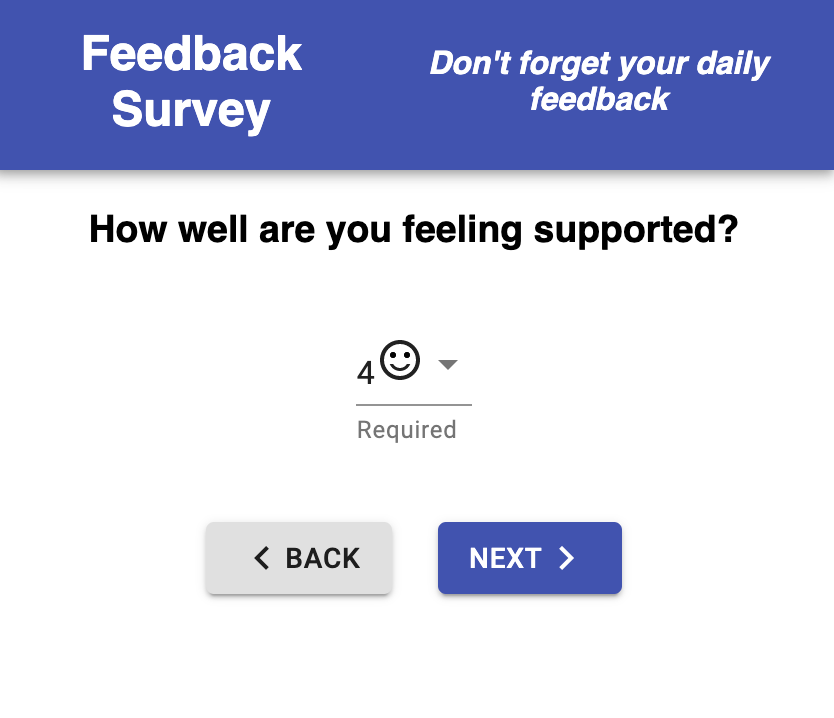 Feedback
Survey
Don't forget your daily
feedback
How well are you feeling supported?
4
Required
BACK
NEXT